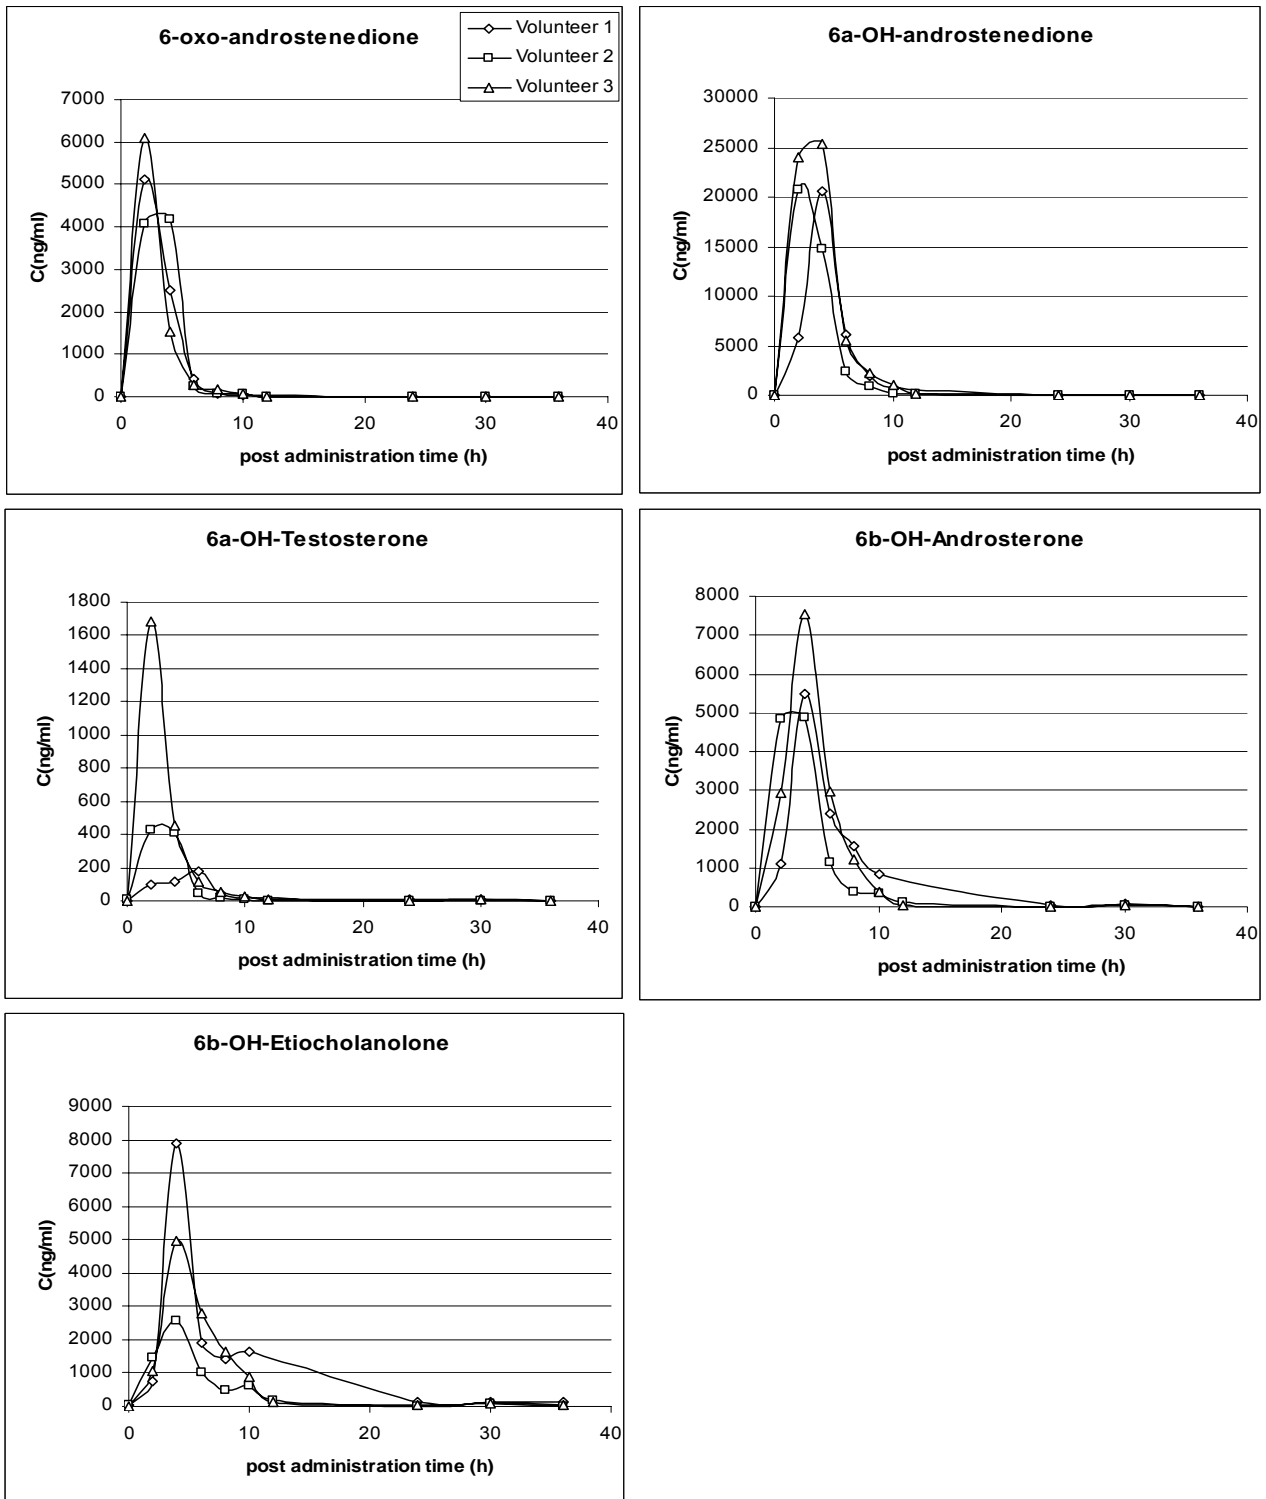 6-oxo-androstenedione
Volunteer 1
Volunteer 2
Volunteer 3
7000
6000
5000
4000
3000
2000
1000
0
C(ng/ml)
0 10 20 30 40
post administration time (h)
6a-OH-androstenedione
30000
25000
20000
15000
10000
5000
0
C(ng/ml)
0 10 20 30 40
post administration time (h)
6a-OH-Testosterone
1800
1600
1400
1200
1000
800
600
400
200
0
C(ng/ml)
0 10 20 30 40
post administration time (h)
6b-OH-Androsterone
8000
7000
6000
5000
4000
3000
2000
1000
0
C(ng/ml)
0 10 20 30 40
post administration time (h)
6b-OH-Etiocholanolone
9000
8000
7000
6000
5000
4000
3000
2000
1000
0
C(ng/ml)
0 10 20 30 40
post administration time (h)